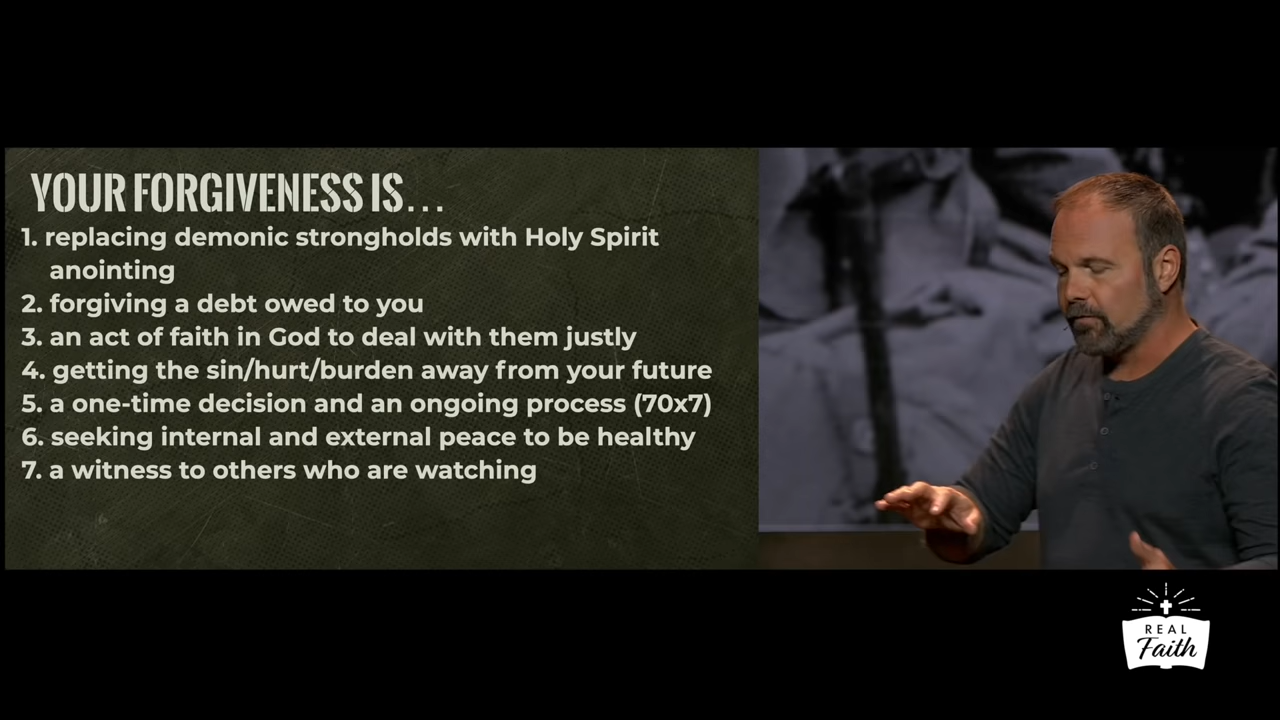 YOUR FORGIVENESS IS...
1. replacing demonic strongholds with Holy Spirit
anointing
2. forgiving a debt owed to you
3. an act of faith in God to deal with them justly
4. getting the sin/hurt/burden away from your future
5. a one-time decision and an ongoing process (70x7)
6. seeking internal and external peace to be healthy
7. a witness to others who are watching
REAL
Faith